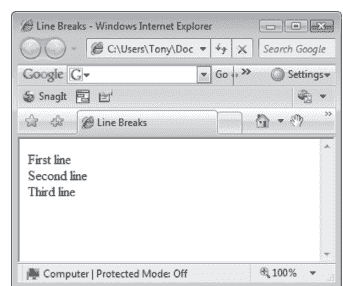 Line Breaks - Windows Internet Explorer
C:\Users\Tony\Doc
Search Google
Google G Go »
Settings
SnagIt
Line Breaks
»
First line
Second line
Third line
Computer | Protected Mode: Off
100%